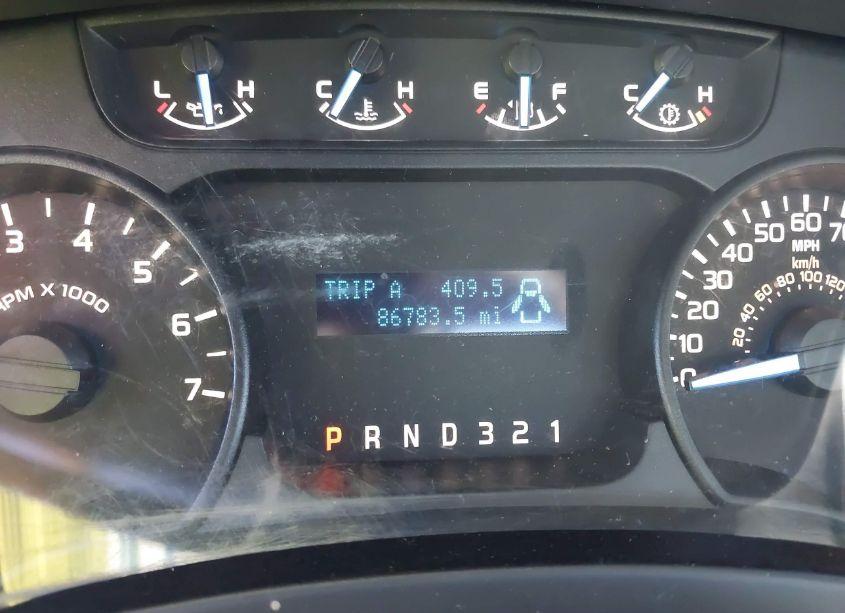 L H C H E F C H
3 4 5 6 7
RPM X 1000
TRIP A 409.5
86783.5 mi
P R N D 3 2 1
0 10 20 30 40 50 60 70
MPH
km/h
20 40 60 80 100 120